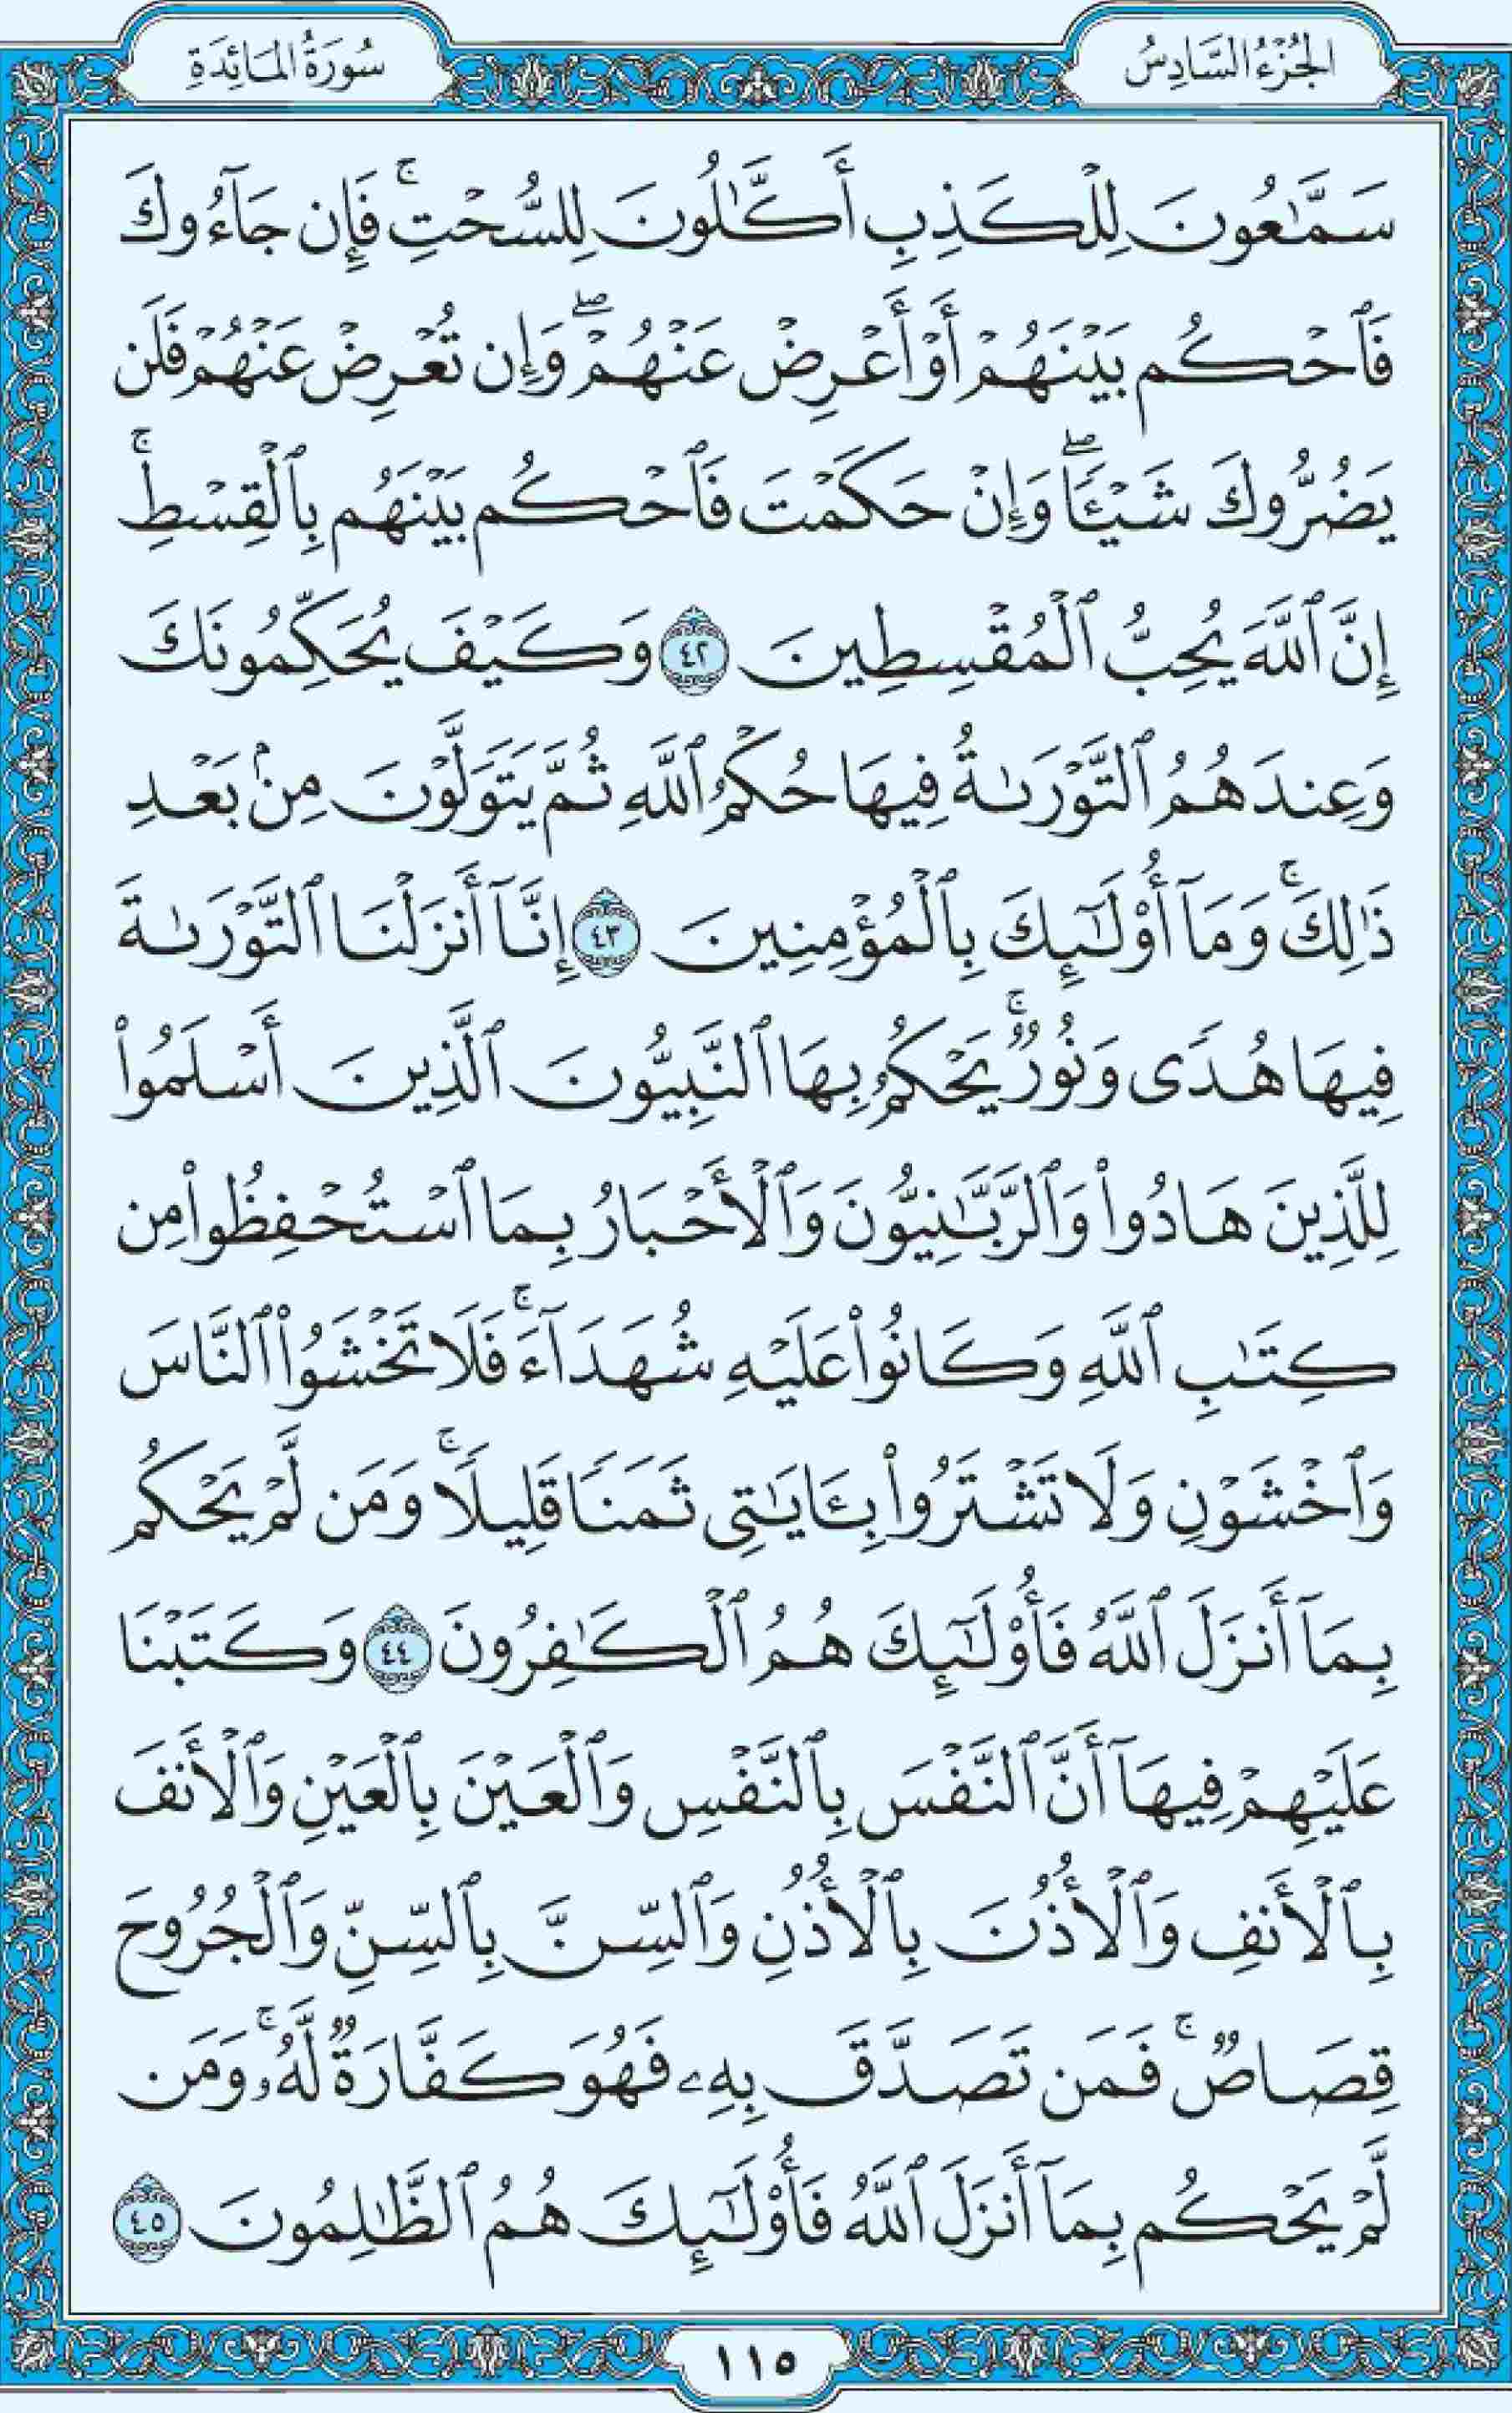 الجُزْءُ السَّادِسُ
سُورَةُ المَائِدَةِ
سَمَّٰعُونَ لِلۡكَذِبِ أَكَّٰلُونَ لِلسُّحۡتِۚ فَإِن جَآءُوكَ
فَٱحۡكُم بَيۡنَهُمۡ أَوۡ أَعۡرِضۡ عَنۡهُمۡۖ وَإِن تُعۡرِضۡ عَنۡهُمۡ فَلَن
يَضُرُّوكَ شَيۡـٔٗاۖ وَإِنۡ حَكَمۡتَ فَٱحۡكُم بَيۡنَهُم بِٱلۡقِسۡطِۚ
إِنَّ ٱللَّهَ يُحِبُّ ٱلۡمُقۡسِطِينَ ٤٢ وَكَيۡفَ يُحَكِّمُونَكَ
وَعِندَهُمُ ٱلتَّوۡرَىٰةُ فِيهَا حُكۡمُ ٱللَّهِ ثُمَّ يَتَوَلَّوۡنَ مِنۢ بَعۡدِ
ذَٰلِكَۚ وَمَآ أُوْلَٰٓئِكَ بِٱلۡمُؤۡمِنِينَ ٤٣ إِنَّآ أَنزَلۡنَا ٱلتَّوۡرَىٰةَ
فِيهَا هُدٗى وَنُورٞۚ يَحۡكُمُ بِهَا ٱلنَّبِيُّونَ ٱلَّذِينَ أَسۡلَمُواْ
لِلَّذِينَ هَادُواْ وَٱلرَّبَّٰنِيُّونَ وَٱلۡأَحۡبَارُ بِمَا ٱسۡتُحۡفِظُواْ مِن
كِتَٰبِ ٱللَّهِ وَكَانُواْ عَلَيۡهِ شُهَدَآءَۚ فَلَا تَخۡشَوُاْ ٱلنَّاسَ
وَٱخۡشَوۡنِ وَلَا تَشۡتَرُواْ بِـَٔايَٰتِي ثَمَنٗا قَلِيلٗاۚ وَمَن لَّمۡ يَحۡكُم
بِمَآ أَنزَلَ ٱللَّهُ فَأُوْلَٰٓئِكَ هُمُ ٱلۡكَٰفِرُونَ ٤٤ وَكَتَبۡنَا
عَلَيۡهِمۡ فِيهَآ أَنَّ ٱلنَّفۡسَ بِٱلنَّفۡسِ وَٱلۡعَيۡنَ بِٱلۡعَيۡنِ وَٱلۡأَنفَ
بِٱلۡأَنفِ وَٱلۡأُذُنَ بِٱلۡأُذُنِ وَٱلسِّنَّ بِٱلسِّنِّ وَٱلۡجُرُوحَ
قِصَاصٞۚ فَمَن تَصَدَّقَ بِهِۦ فَهُوَ كَفَّارَةٞ لَّهُۥۚ وَمَن
لَّمۡ يَحۡكُم بِمَآ أَنزَلَ ٱللَّهُ فَأُوْلَٰٓئِكَ هُمُ ٱلظَّٰلِمُونَ ٤٥
١١٥